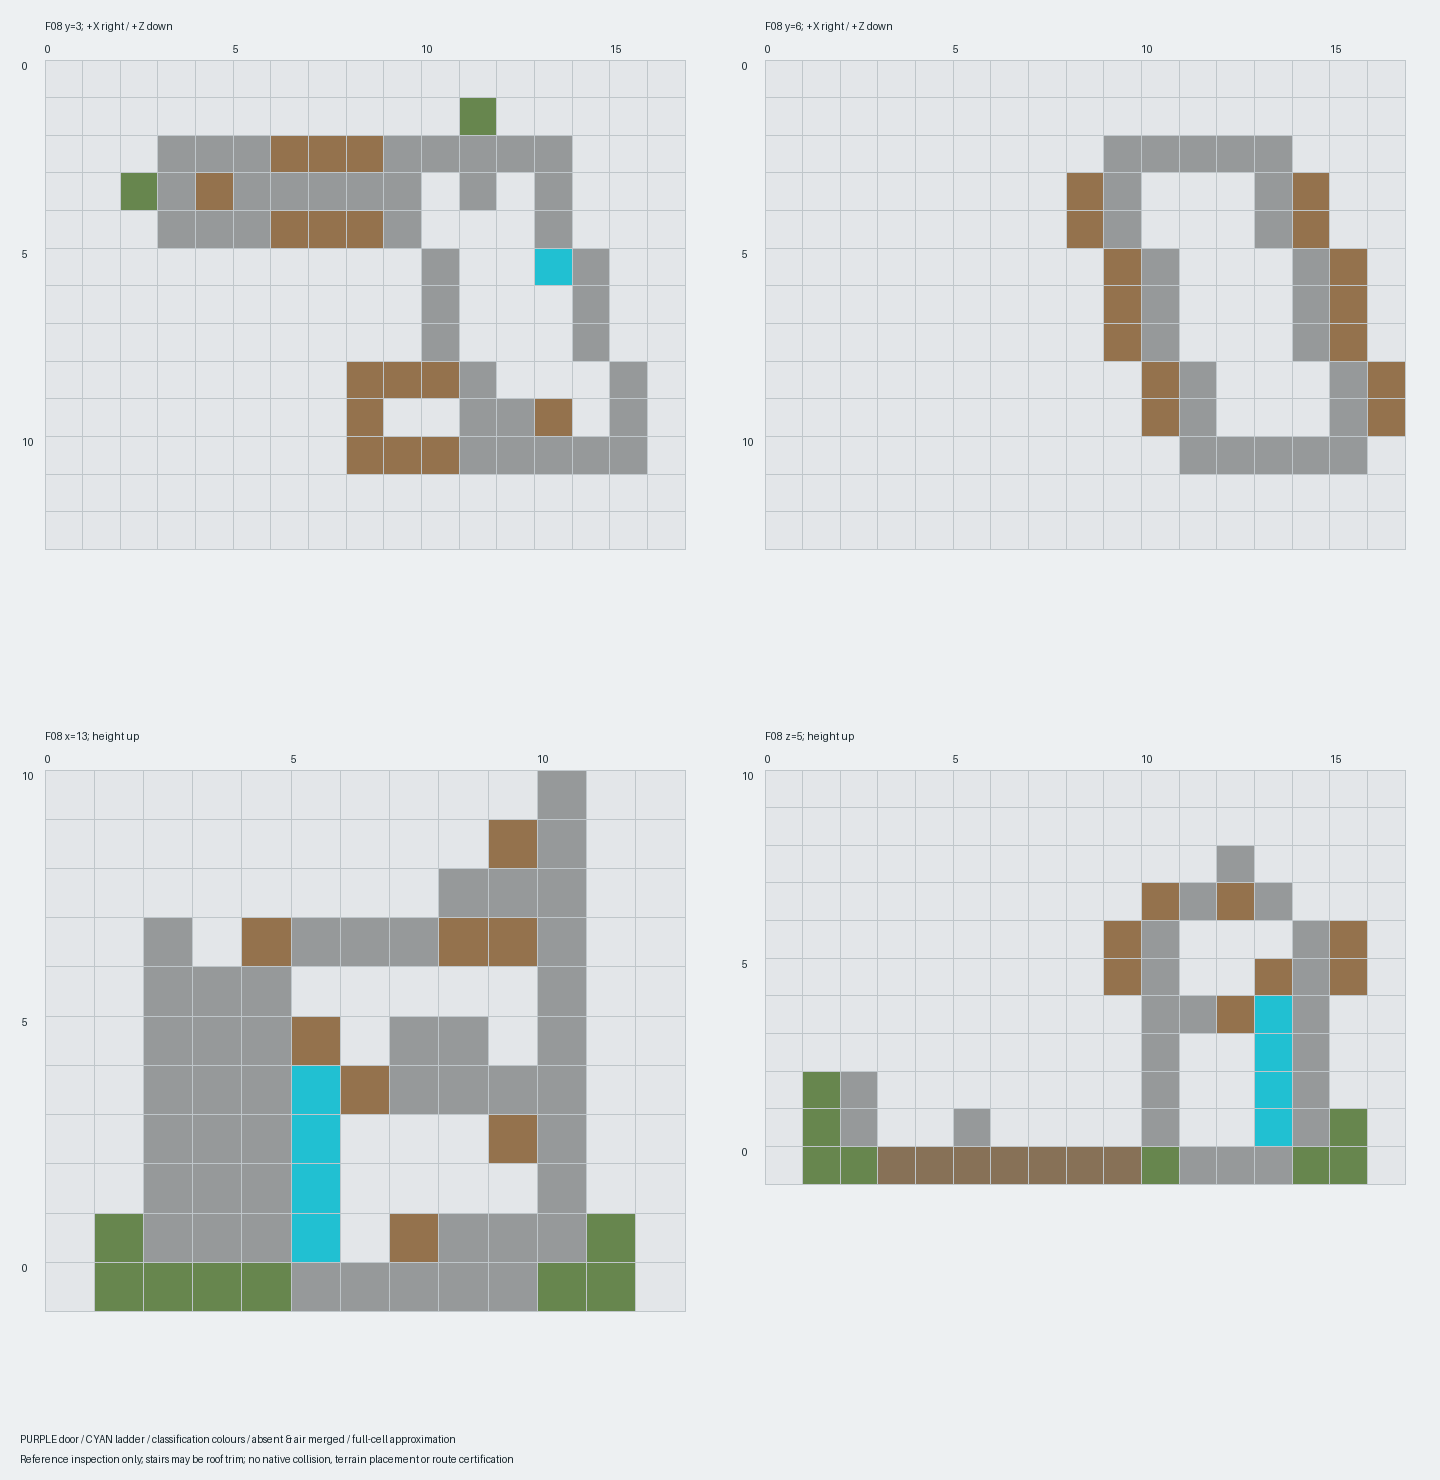 F08 y=3; +X right / +Z down
0 5 10 15
0
5
10
F08 y=6; +X right / +Z down
0 5 10 15
0
5
10
F08 x=13; height up
0 5 10
10
5
0
F08 z=5; height up
0 5 10 15
10
5
0
PURPLE door / CYAN ladder / classification colours / absent & air merged / full-cell approximation
Reference inspection only; stairs may be roof trim; no native collision, terrain placement or route certification